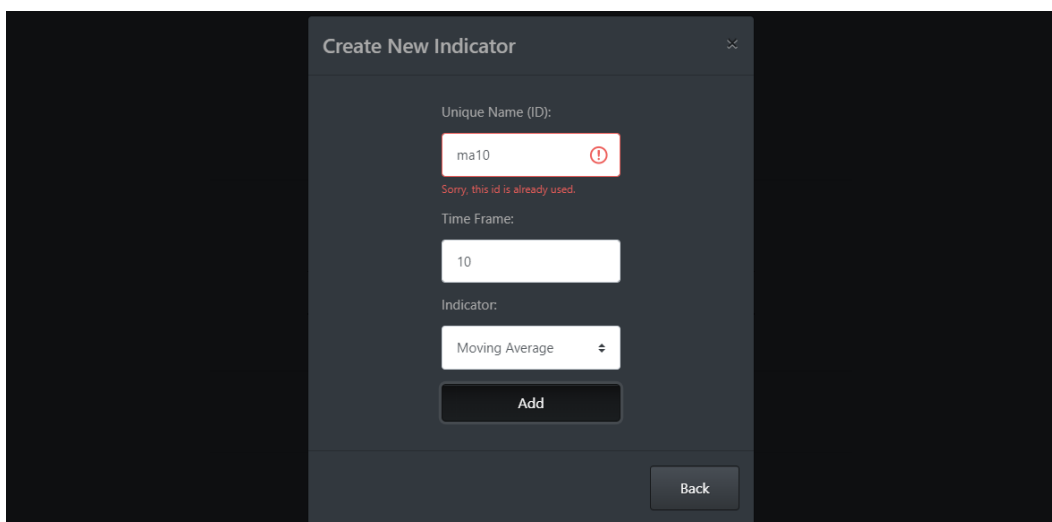 Create New Indicator
×
Unique Name (ID):
ma10
Sorry, this id is already used.
Time Frame:
10
Indicator:
Moving Average
Add
Back